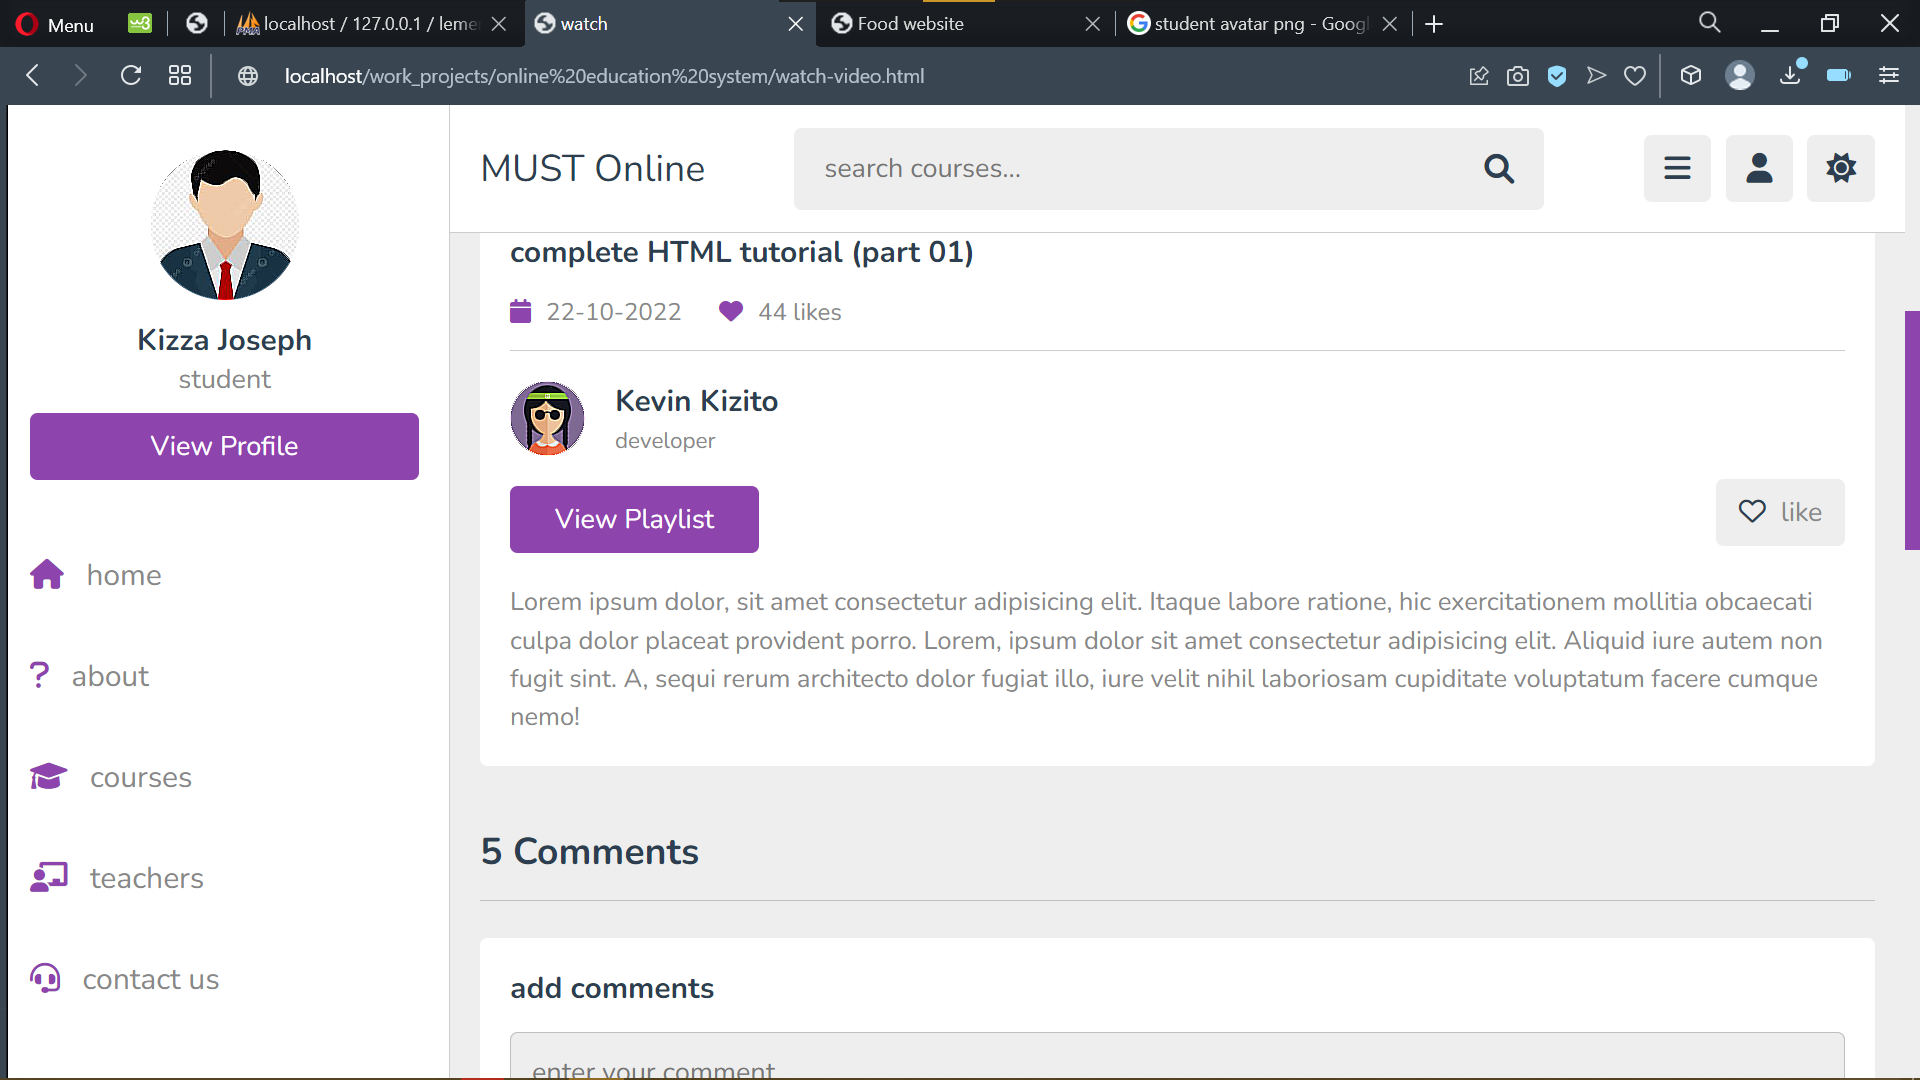 Menu
localhost / 127.0.0.1 / leme
watch
Food website
student avatar png - Googl
localhost/work_projects/online%20education%20system/watch-video.html
Kizza Joseph
student
View Profile
home
about
courses
teachers
contact us
MUST Online
search courses...
complete HTML tutorial (part 01)
22-10-2022
44 likes
Kevin Kizito
developer
View Playlist
like
Lorem ipsum dolor, sit amet consectetur adipisicing elit. Itaque labore ratione, hic exercitationem mollitia obcaecati
culpa dolor placeat provident porro. Lorem, ipsum dolor sit amet consectetur adipisicing elit. Aliquid iure autem non
fugit sint. A, sequi rerum architecto dolor fugiat illo, iure velit nihil laboriosam cupiditate voluptatum facere cumque
nemo!
5 Comments
add comments
enter your comment